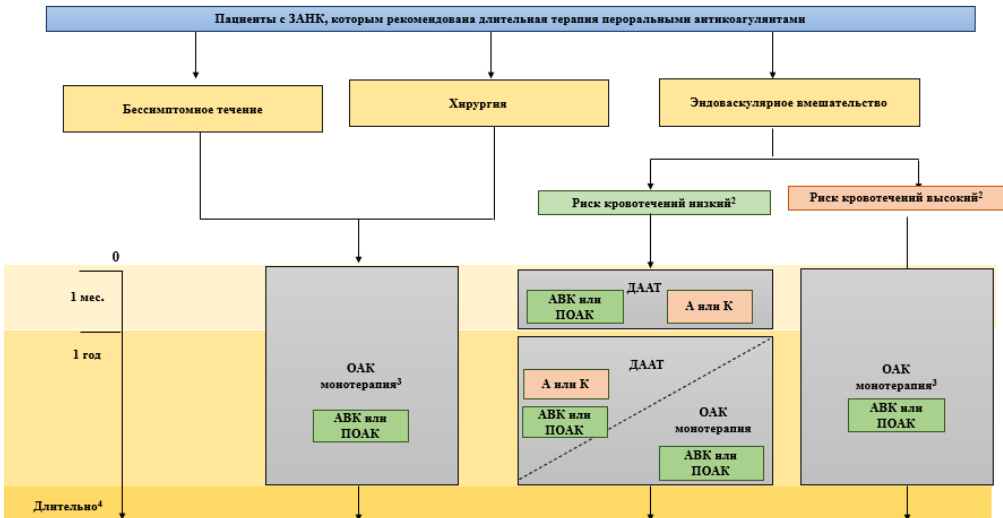 Пациенты с ЗАНК, которым рекомендована длительная терапия пероральными антикоагулянтами
Бессимптомное течение
Хирургия
Эндоваскулярное вмешательство
Риск кровотечений низкий²
Риск кровотечений высокий²
0
1 мес.
1 год
Длительно⁴
ОАК
монотерапия³
АВК или
ПОАК
ДААТ
АВК или
ПОАК
А или К
ДААТ
А или К
АВК или
ПОАК
ОАК
монотерапия
АВК или
ПОАК
ОАК
монотерапия³
АВК или
ПОАК